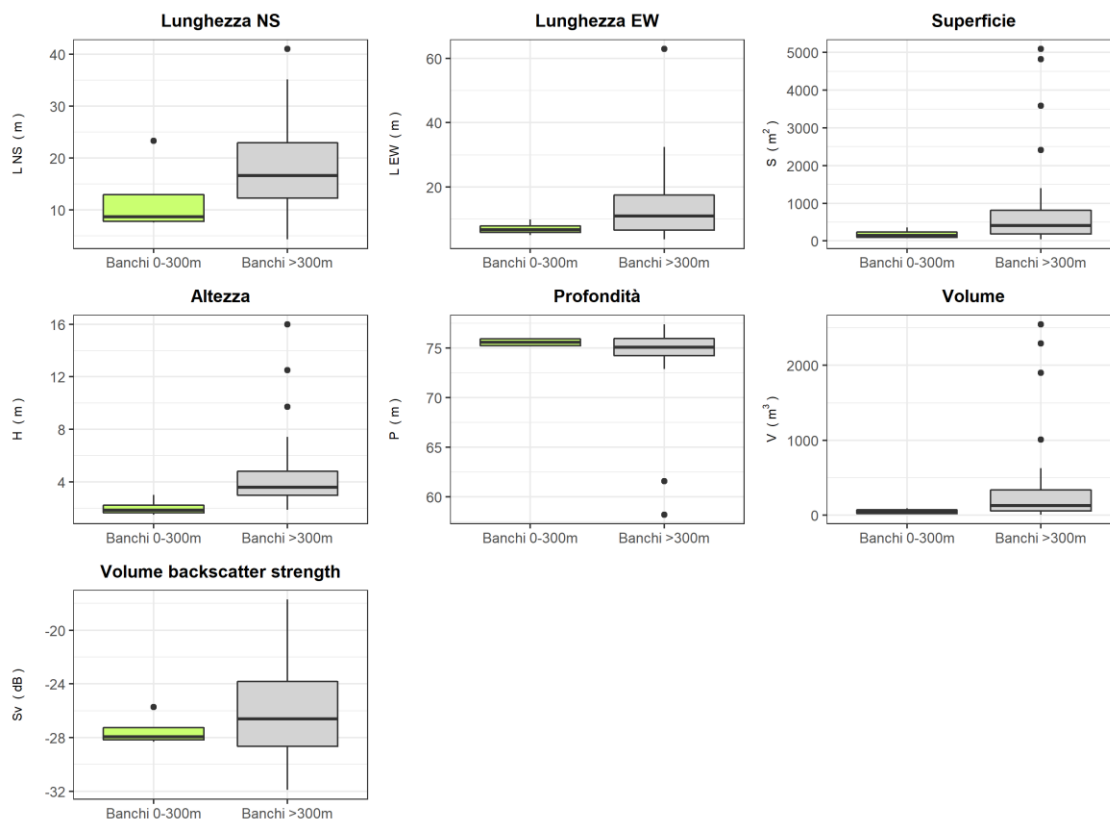 Lunghezza NS
Lunghezza EW
Superficie
L NS ( m )
40
30
20
10
Banchi 0-300m
Banchi >300m
L EW ( m )
60
40
20
Banchi 0-300m
Banchi >300m
S ( m² )
5000
4000
3000
2000
1000
0
Banchi 0-300m
Banchi >300m
Altezza
Profondità
Volume
H ( m )
16
12
8
4
Banchi 0-300m
Banchi >300m
P ( m )
75
70
65
60
Banchi 0-300m
Banchi >300m
V ( m³ )
2000
1000
0
Banchi 0-300m
Banchi >300m
Volume backscatter strength
Sv ( dB )
-20
-24
-28
-32
Banchi 0-300m
Banchi >300m